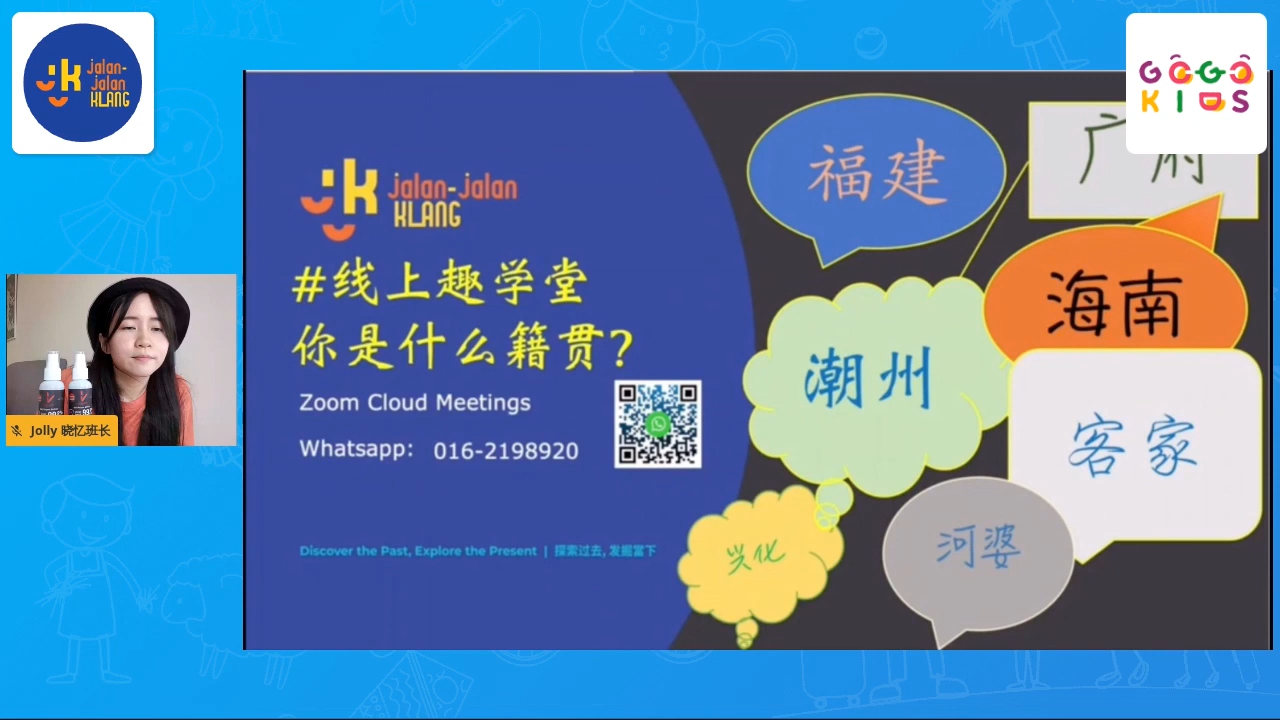 jk jalan-
jalan
KLANG
GOGO
KIDS
jk jalan-jalan
KLANG
#线上趣学堂
你是什么籍贯?
Zoom Cloud Meetings
Whatsapp: 016-2198920
Discover the Past, Explore the Present | 探索过去, 发掘当下
福建
广府
海南
潮州
客家
兴化
河婆
Jolly 晓忆班长